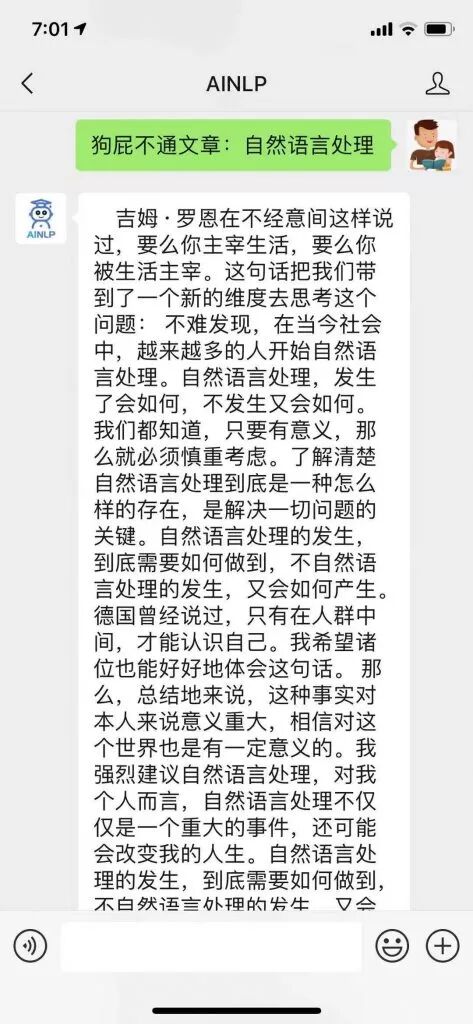 7:01
AINLP
狗屁不通文章：自然语言处理
AINLP
吉姆·罗恩在不经意间这样说
过，要么你主宰生活，要么你
被生活主宰。这句话把我们带
到了一个新的维度去思考这个
问题： 不难发现，在当今社会
中，越来越多的人开始自然语
言处理。自然语言处理，发生
了会如何，不发生又会如何。
我们都知道，只要有意义，那
么就必须慎重考虑。了解清楚
自然语言处理到底是一种怎么
样的存在，是解决一切问题的
关键。自然语言处理的发生，
到底需要如何做到，不自然语
言处理的发生，又会如何产生。
德国曾经说过，只有在人群中
间，才能认识自己。我希望诸
位也能好好地体会这句话。 那
么，总结地来说，这种事实对
本人来说意义重大，相信对这
个世界也是有一定意义的。我
强烈建议自然语言处理，对我
个人而言，自然语言处理不仅
仅是一个重大的事件，还可能
会改变我的人生。自然语言处
理的发生，到底需要如何做到，
不自然语言处理的发生，又会